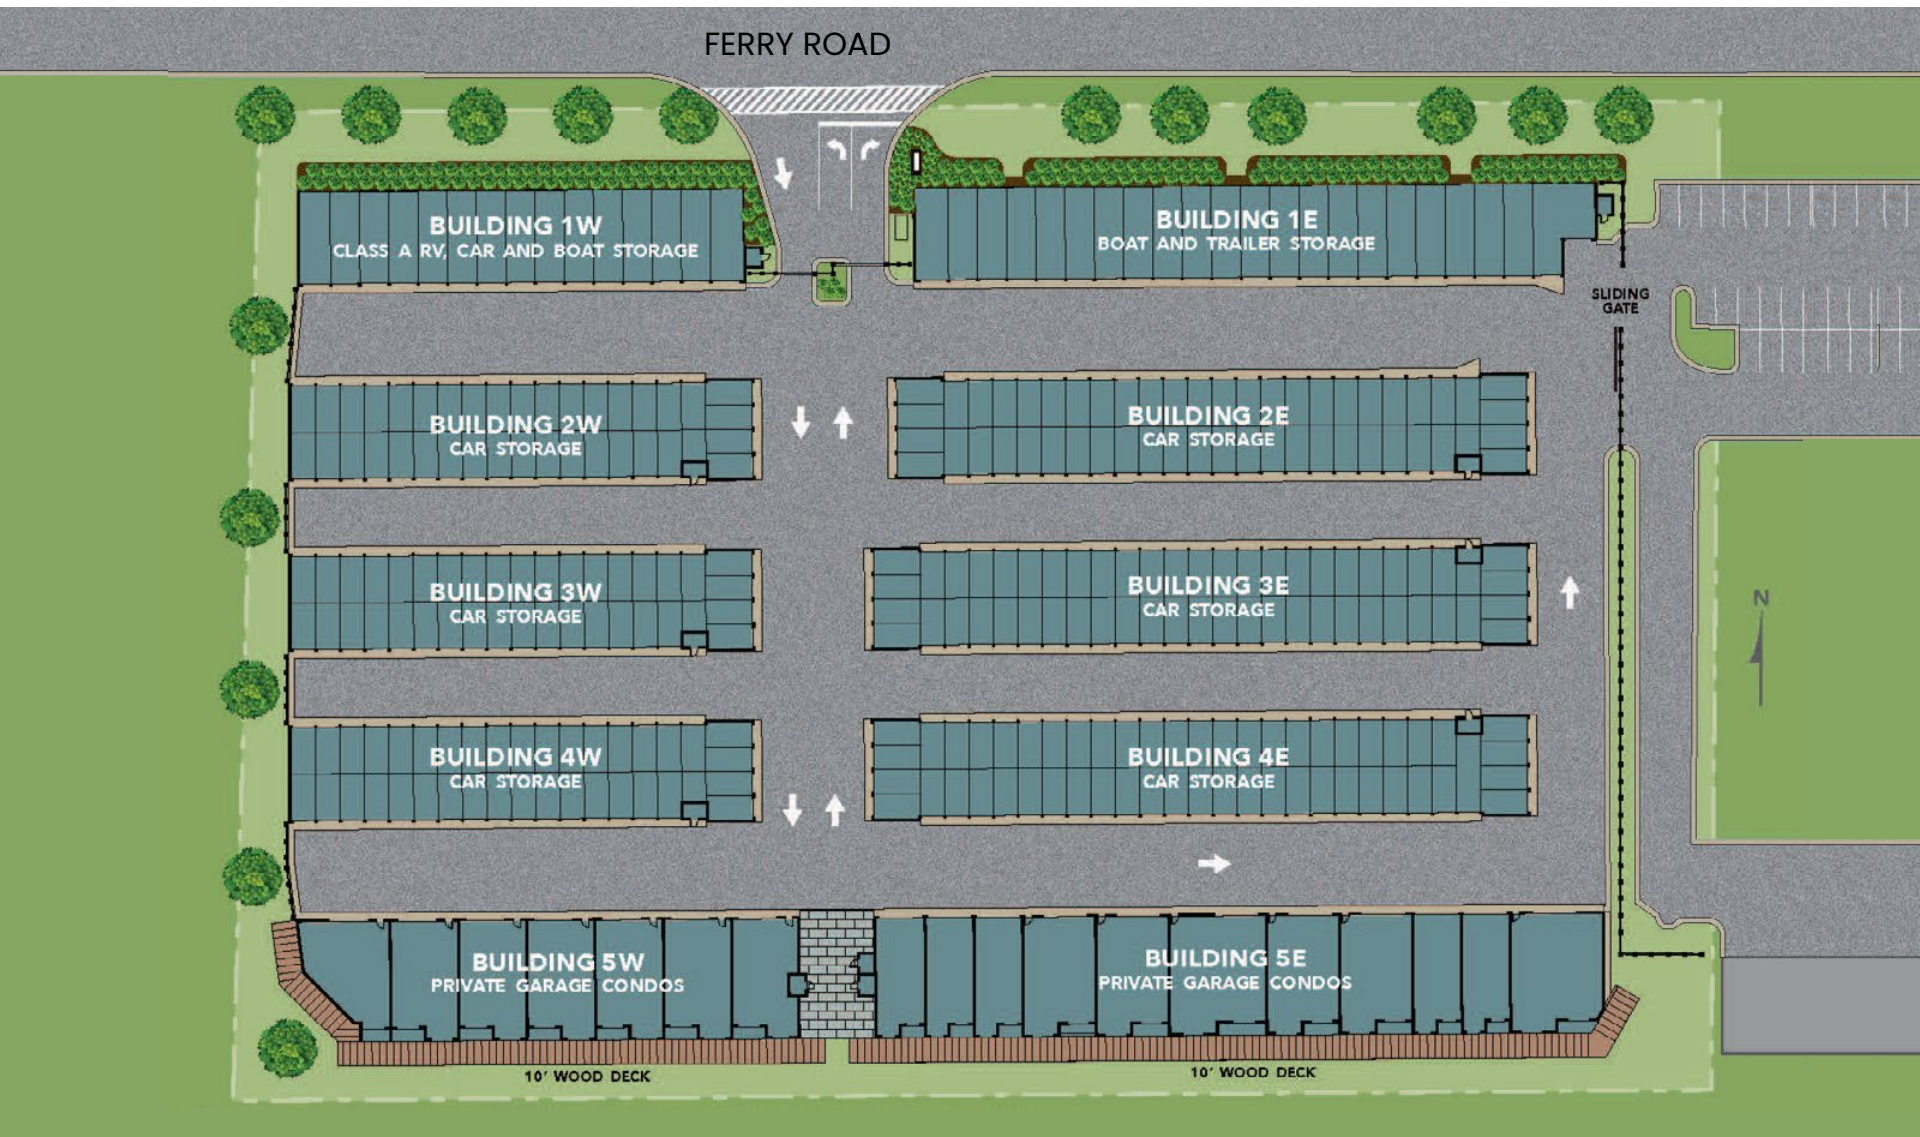 FERRY ROAD
BUILDING 1W
CLASS A RV, CAR AND BOAT STORAGE
BUILDING 1E
BOAT AND TRAILER STORAGE
SLIDING
GATE
BUILDING 2W
CAR STORAGE
BUILDING 2E
CAR STORAGE
BUILDING 3W
CAR STORAGE
BUILDING 3E
CAR STORAGE
N
BUILDING 4W
CAR STORAGE
BUILDING 4E
CAR STORAGE
BUILDING 5W
PRIVATE GARAGE CONDOS
BUILDING 5E
PRIVATE GARAGE CONDOS
10' WOOD DECK
10' WOOD DECK